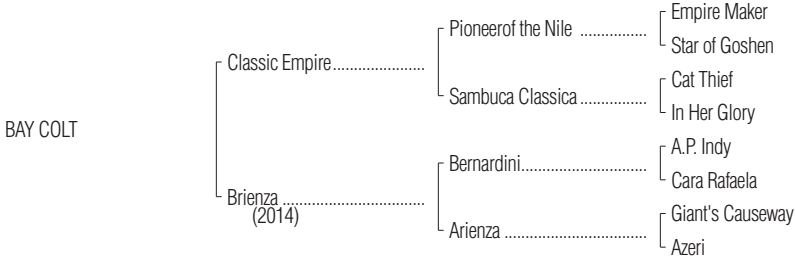 Empire Maker
Pioneerof the Nile ................
Star of Goshen
Classic Empire......................
Cat Thief
Sambuca Classica ................
In Her Glory
BAY COLT
A.P. Indy
Bernardini..............................
Cara Rafaela
Brienza ..................................
(2014)
Giant's Causeway
Arienza ..................................
Azeri